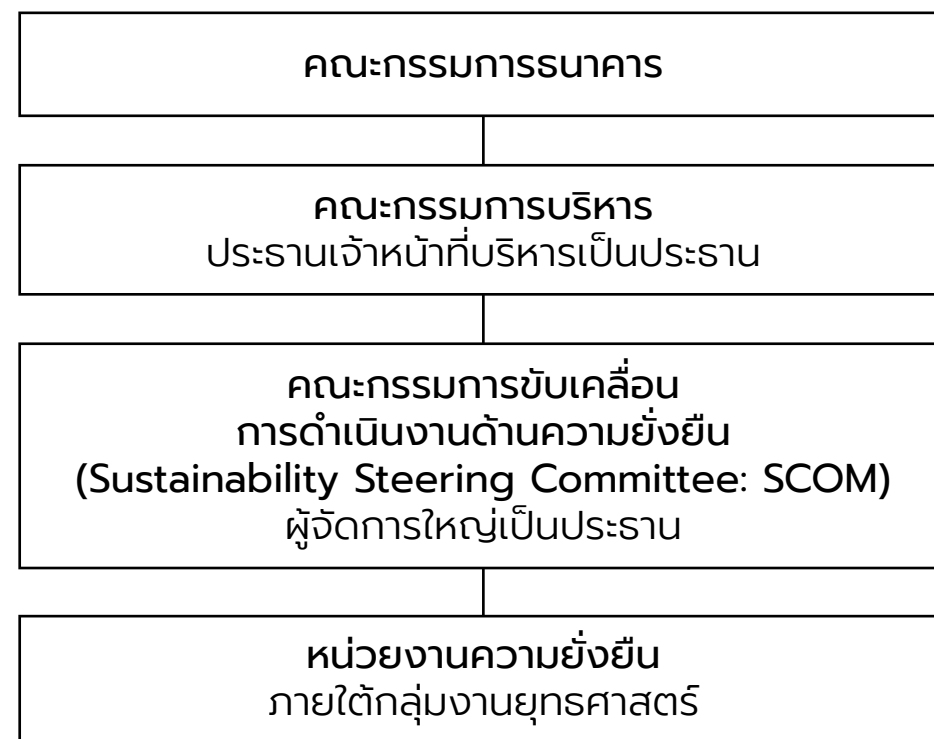 คณะกรรมการธนาคาร
คณะกรรมการบริหาร
ประธานเจ้าหน้าที่บริหารเป็นประธาน
คณะกรรมการขับเคลื่อน
การดำเนินงานด้านความยั่งยืน
(Sustainability Steering Committee: SCOM)
ผู้จัดการใหญ่เป็นประธาน
หน่วยงานความยั่งยืน
ภายใต้กลุ่มงานยุทธศาสตร์